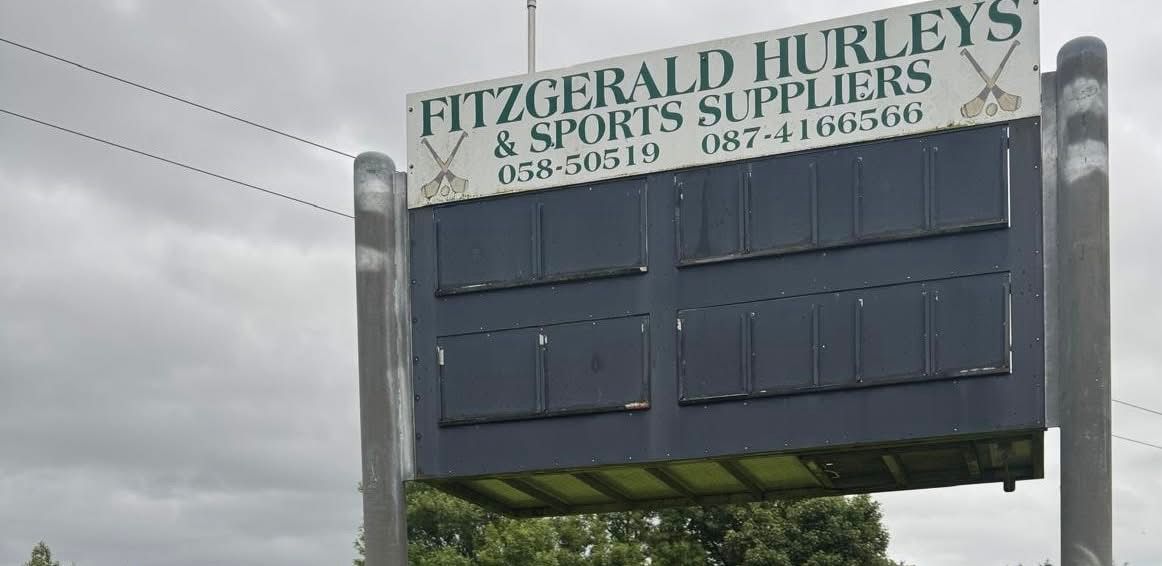 FITZGERALD HURLEYS
& SPORTS SUPPLIERS
058-50519 087-4166566